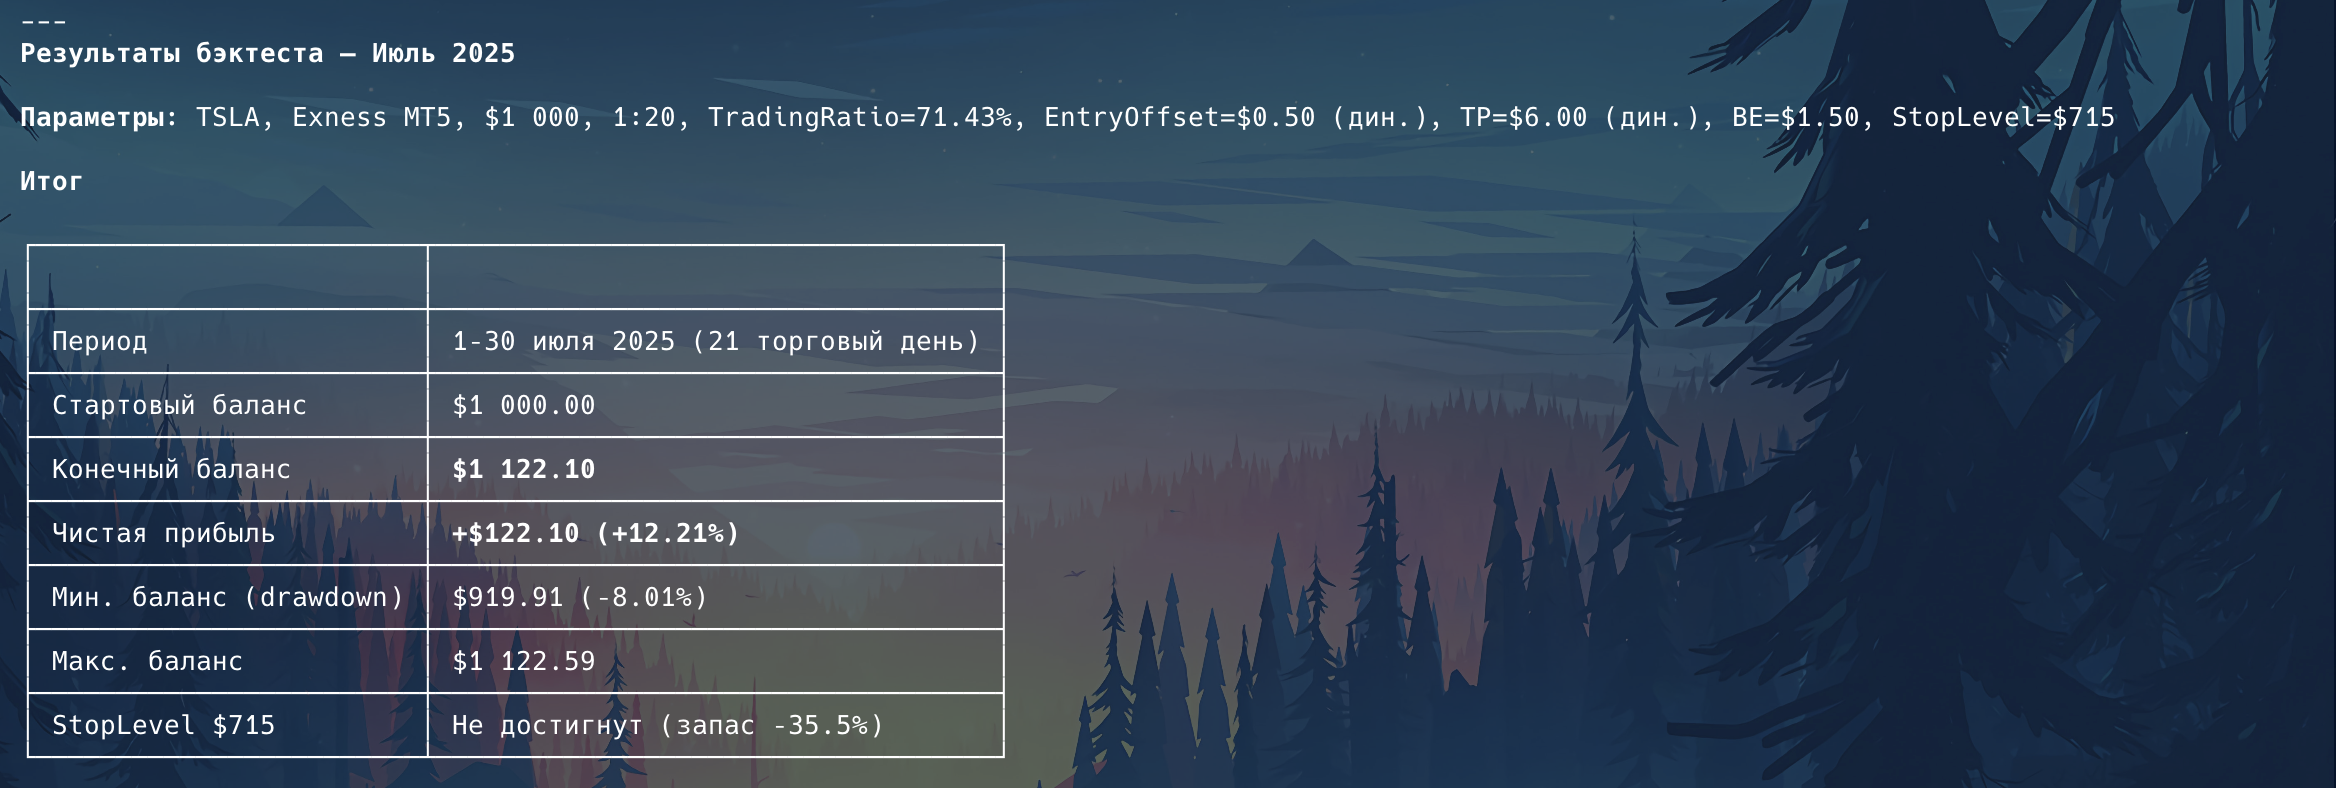 ---
Результаты бэктеста — Июль 2025
Параметры: TSLA, Exness MT5, $1 000, 1:20, TradingRatio=71.43%, EntryOffset=$0.50 (дин.), TP=$6.00 (дин.), BE=$1.50, StopLevel=$715
Итог
Период 1-30 июля 2025 (21 торговый день)
Стартовый баланс $1 000.00
Конечный баланс $1 122.10
Чистая прибыль +$122.10 (+12.21%)
Мин. баланс (drawdown) $919.91 (-8.01%)
Макс. баланс $1 122.59
StopLevel $715 Не достигнут (запас -35.5%)